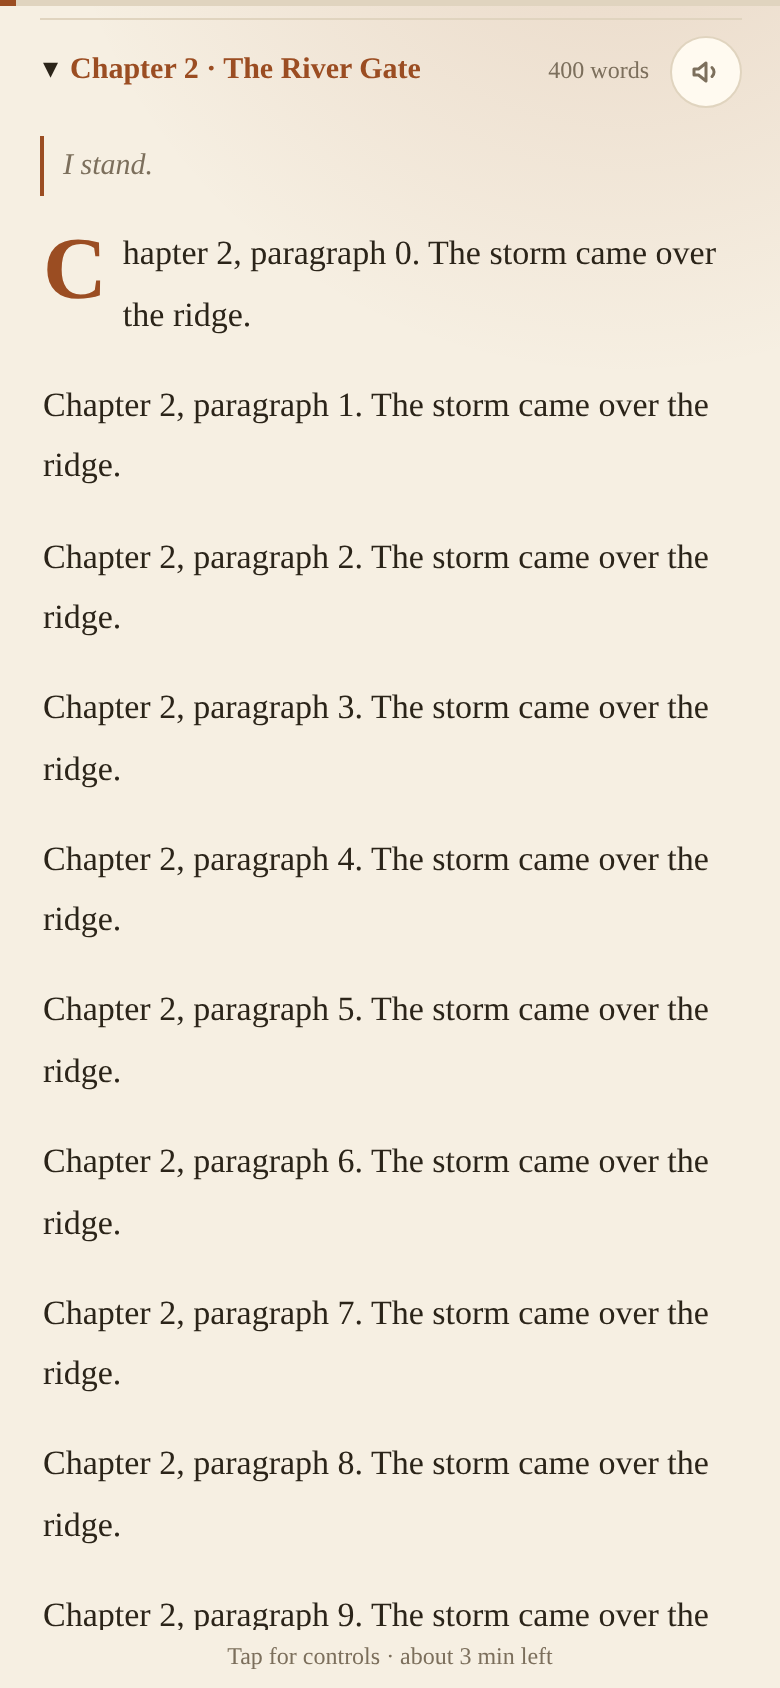 ▼ Chapter 2 · The River Gate 400 words
I stand.
Chapter 2, paragraph 0. The storm came over
the ridge.
Chapter 2, paragraph 1. The storm came over the
ridge.
Chapter 2, paragraph 2. The storm came over the
ridge.
Chapter 2, paragraph 3. The storm came over the
ridge.
Chapter 2, paragraph 4. The storm came over the
ridge.
Chapter 2, paragraph 5. The storm came over the
ridge.
Chapter 2, paragraph 6. The storm came over the
ridge.
Chapter 2, paragraph 7. The storm came over the
ridge.
Chapter 2, paragraph 8. The storm came over the
ridge.
Chapter 2, paragraph 9. The storm came over the
Tap for controls · about 3 min left